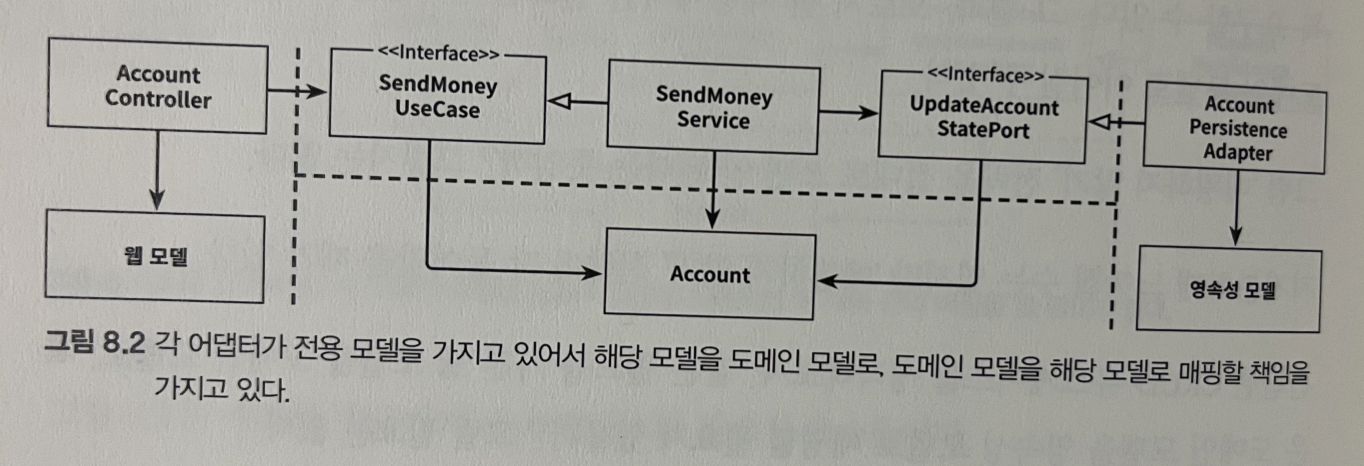 Account
Controller
<<Interface>>
SendMoney
UseCase
SendMoney
Service
<<Interface>>
UpdateAccount
StatePort
Account
Persistence
Adapter
웹 모델
Account
영속성 모델
그림 8.2 각 어댑터가 전용 모델을 가지고 있어서 해당 모델을 도메인 모델로, 도메인 모델을 해당 모델로 매핑할 책임을
가지고 있다.